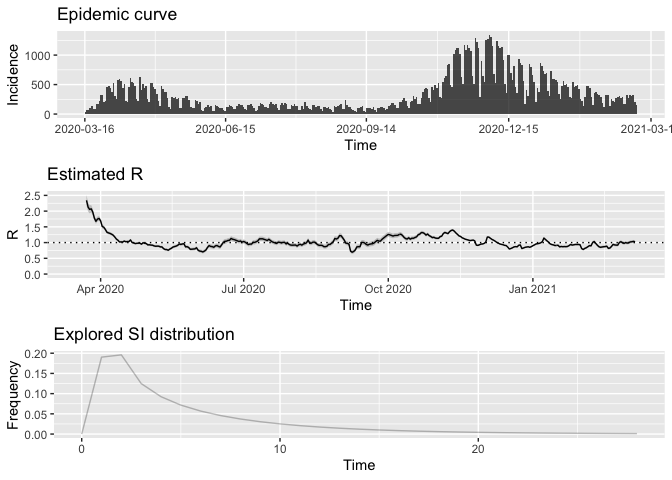 Epidemic curve
Incidence
1000
500
0
2020-03-16 2020-06-15 2020-09-14 2020-12-15 2021-03-1
Time
Estimated R
R
2.5
2.0
1.5
1.0
0.5
0.0
Apr 2020 Jul 2020 Oct 2020 Jan 2021
Time
Explored SI distribution
Frequency
0.20
0.15
0.10
0.05
0.00
0 10 20
Time